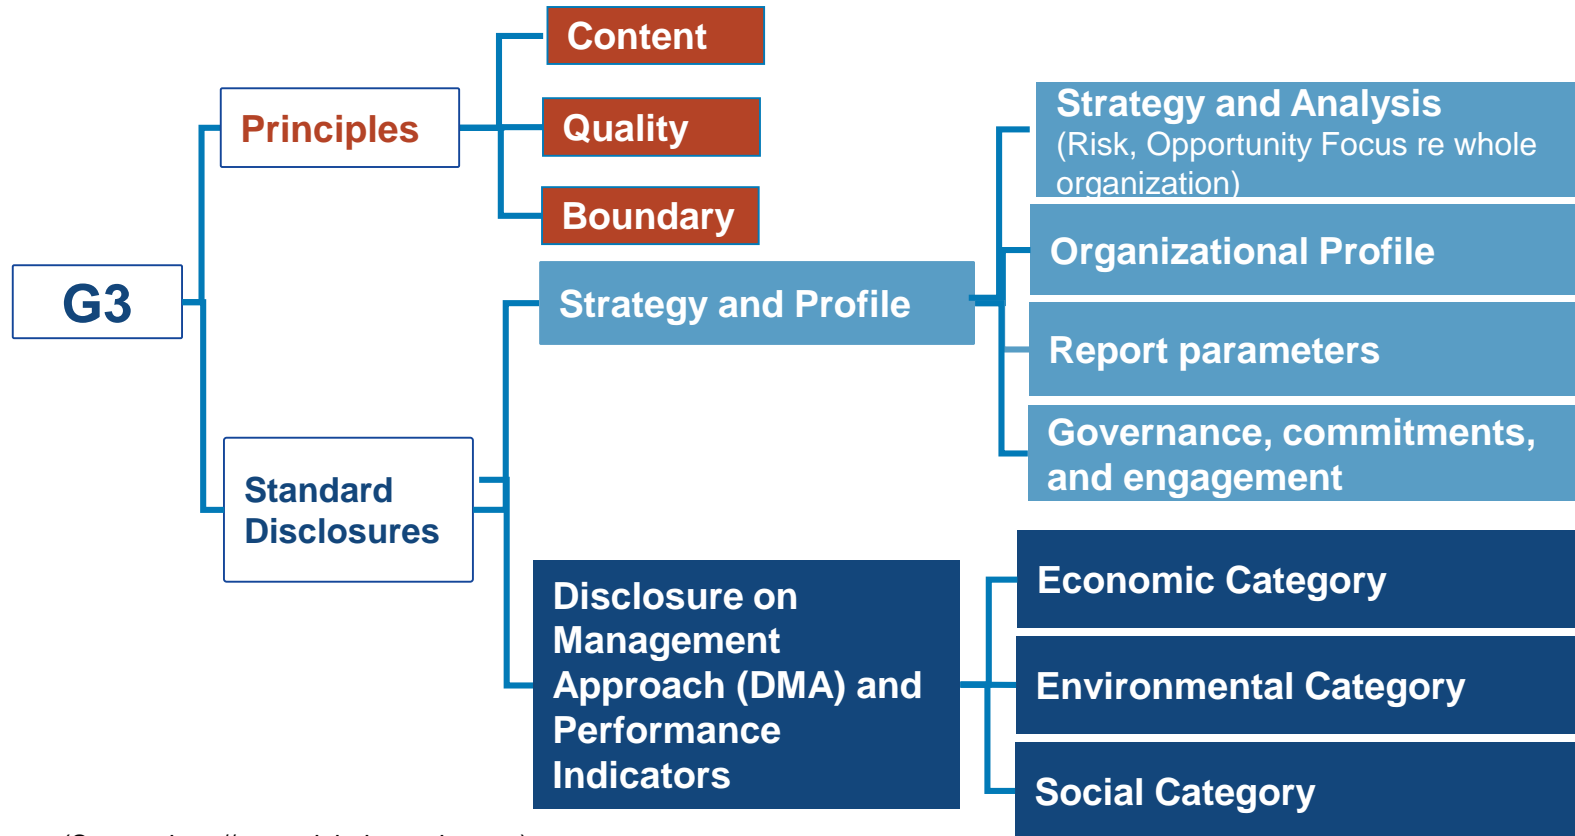 G3
Principles
Content
Quality
Boundary
Standard
Disclosures
Strategy and Profile
Strategy and Analysis
(Risk, Opportunity Focus re whole
organization)
Organizational Profile
Report parameters
Governance, commitments,
and engagement
Disclosure on
Management
Approach (DMA) and
Performance
Indicators
Economic Category
Environmental Category
Social Category